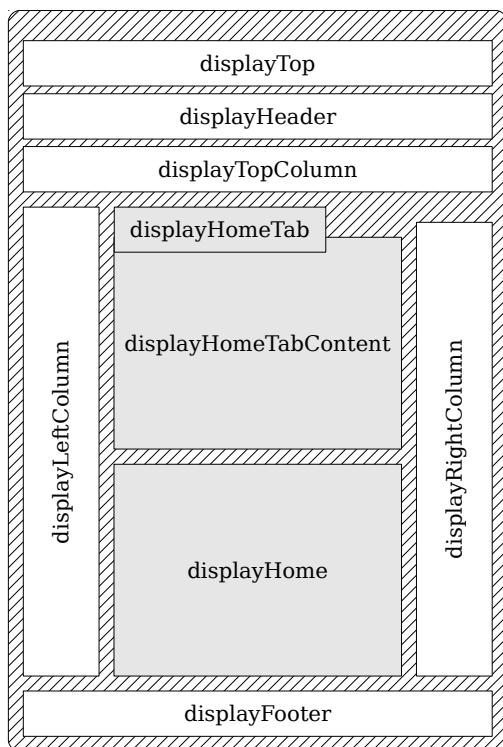 displayTop
displayHeader
displayTopColumn
displayHomeTab
displayHomeTabContent
displayLeftColumn
displayRightColumn
displayHome
displayFooter